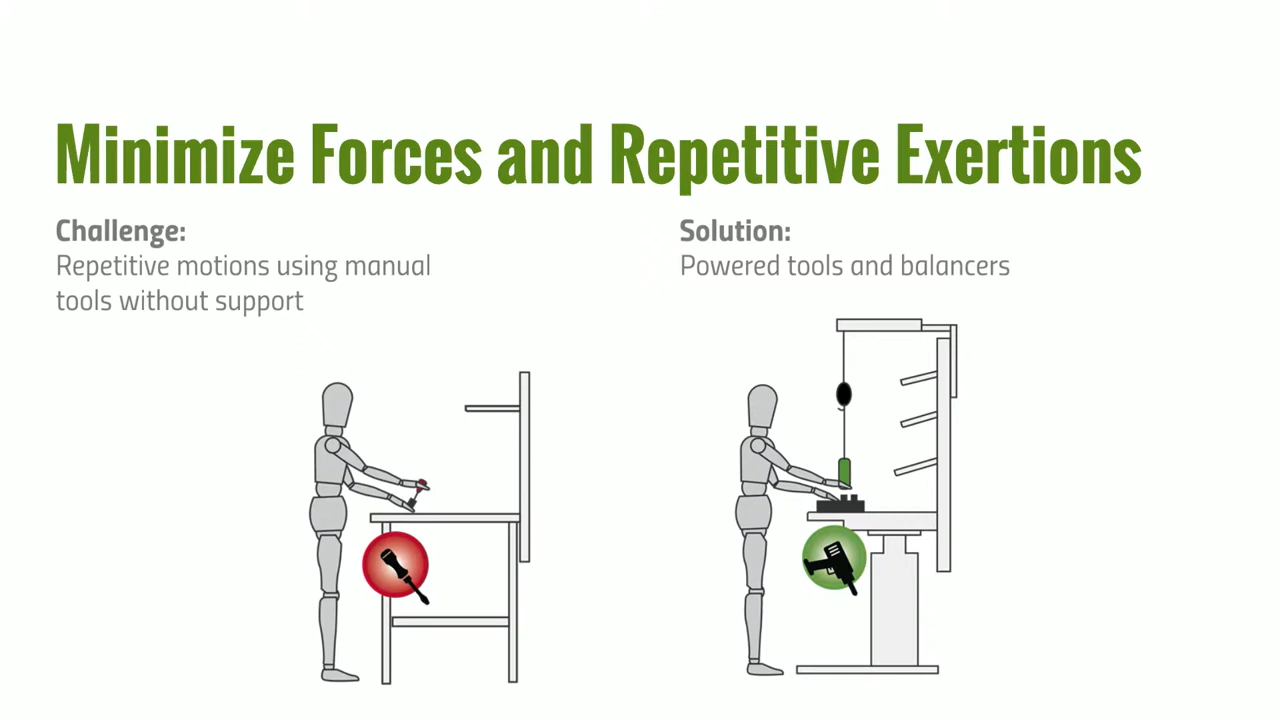 Minimize Forces and Repetitive Exertions
Challenge:
Repetitive motions using manual
tools without support
Solution:
Powered tools and balancers